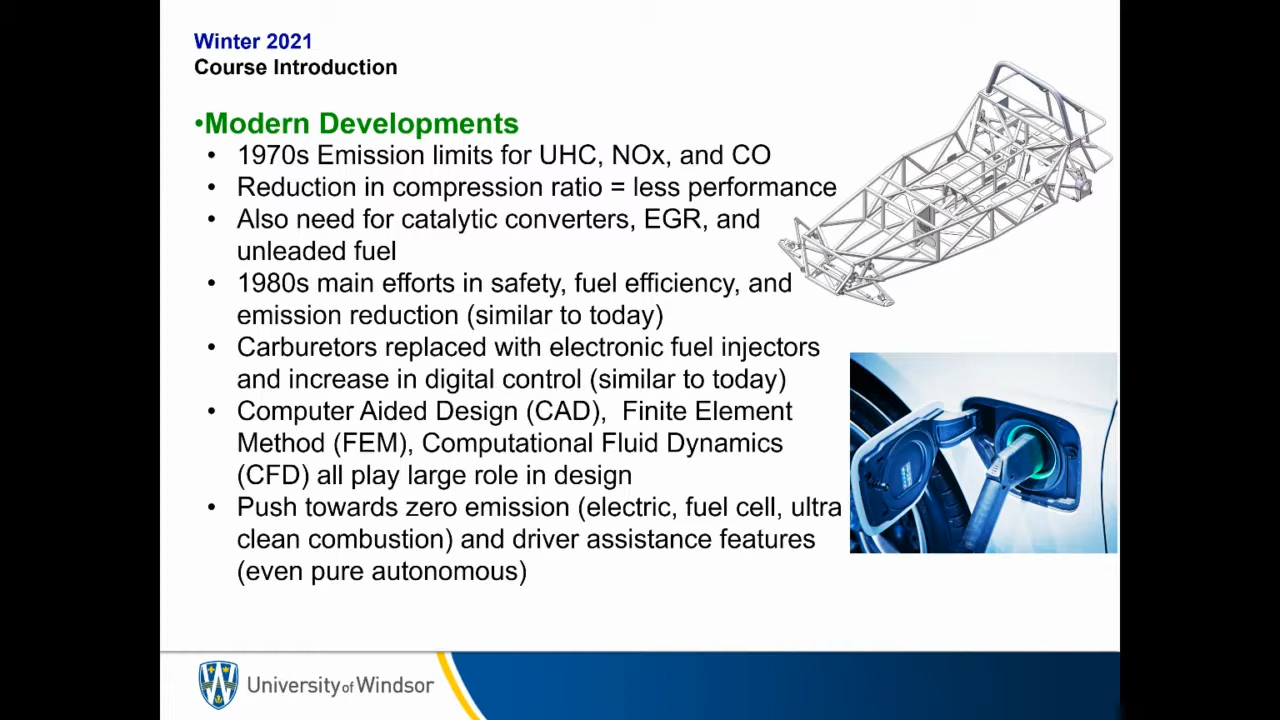 Winter 2021
Course Introduction
•Modern Developments
• 1970s Emission limits for UHC, NOx, and CO
• Reduction in compression ratio = less performance
• Also need for catalytic converters, EGR, and
unleaded fuel
• 1980s main efforts in safety, fuel efficiency, and
emission reduction (similar to today)
• Carburetors replaced with electronic fuel injectors
and increase in digital control (similar to today)
• Computer Aided Design (CAD),  Finite Element
Method (FEM), Computational Fluid Dynamics
(CFD) all play large role in design
• Push towards zero emission (electric, fuel cell, ultra
clean combustion) and driver assistance features
(even pure autonomous)
University of Windsor